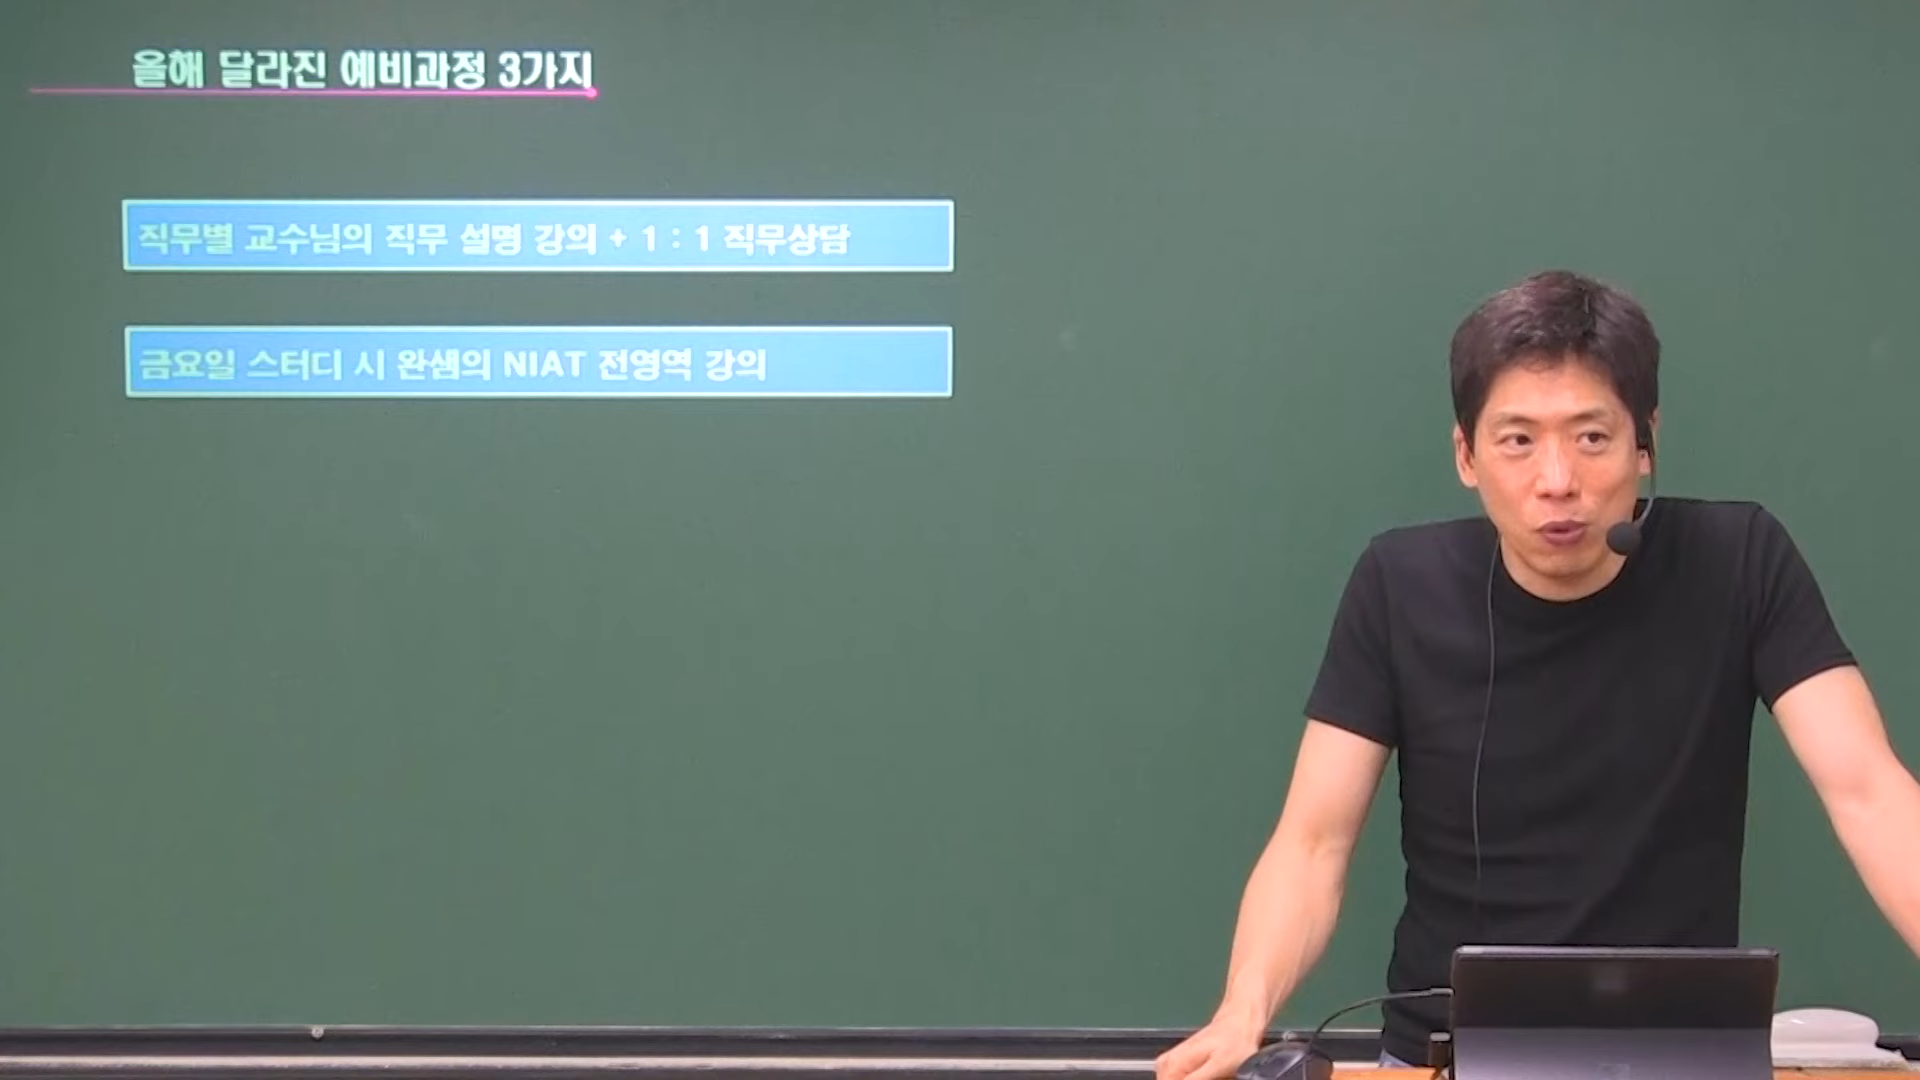 올해 달라진 예비과정 3가지
직무별 교수님의 직무 설명 강의 + 1 : 1 직무상담
금요일 스터디 시 완샘의 NIAT 전영역 강의